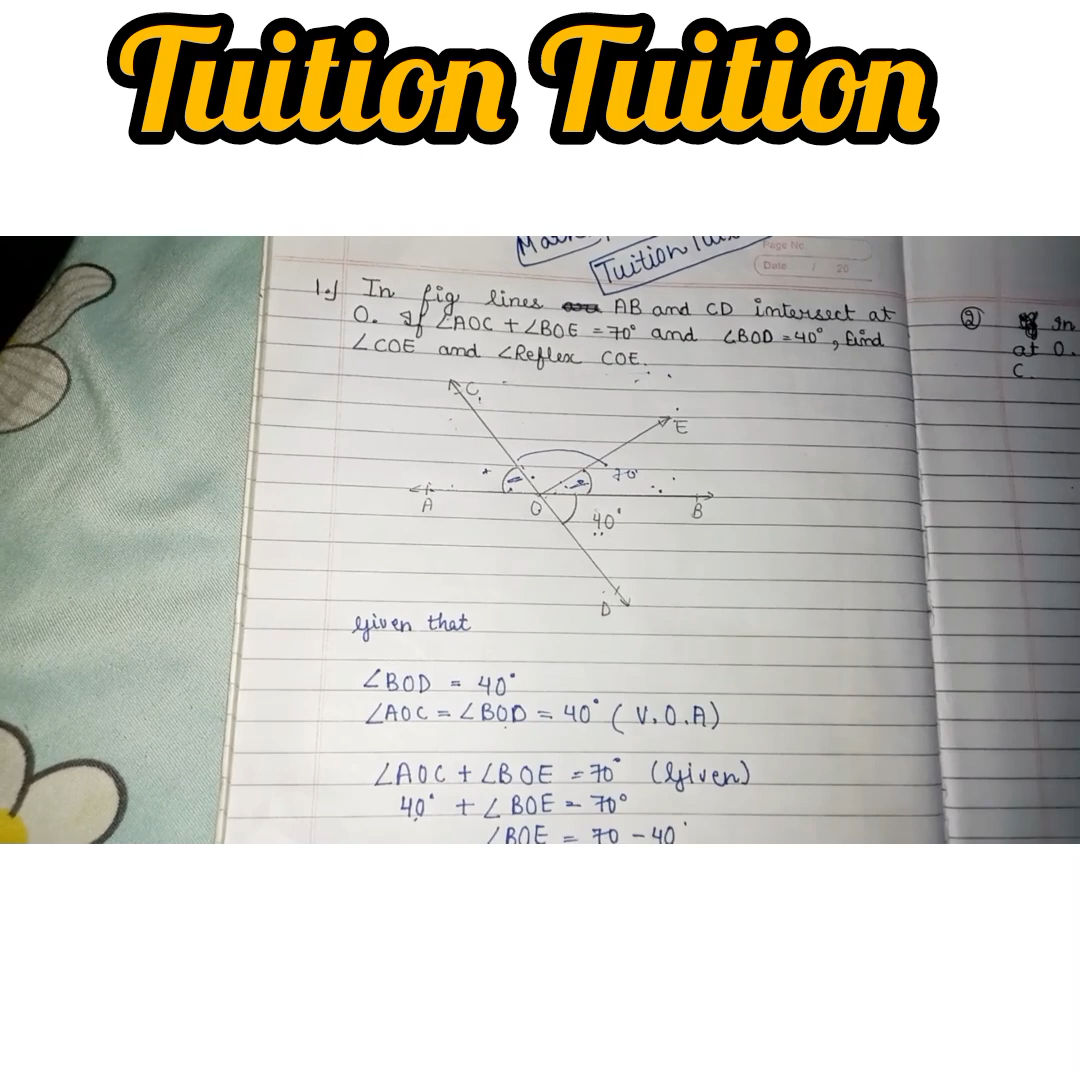 Tuition Tuition
Tuition
Page No.
Date / 20
1.) In fig lines AB and CD intersect at
O. If ∠AOC + ∠BOE = 70° and ∠BOD = 40°, find
∠COE and ∠Reflex COE.
C
E
70°
A
O
B
40°
D
given that
∠BOD = 40°
∠AOC = ∠BOD = 40° (V.O.A)
∠AOC + ∠BOE = 70° (Given)
40° + ∠BOE = 70°
∠BOE = 70 - 40°
② In
at O.
C